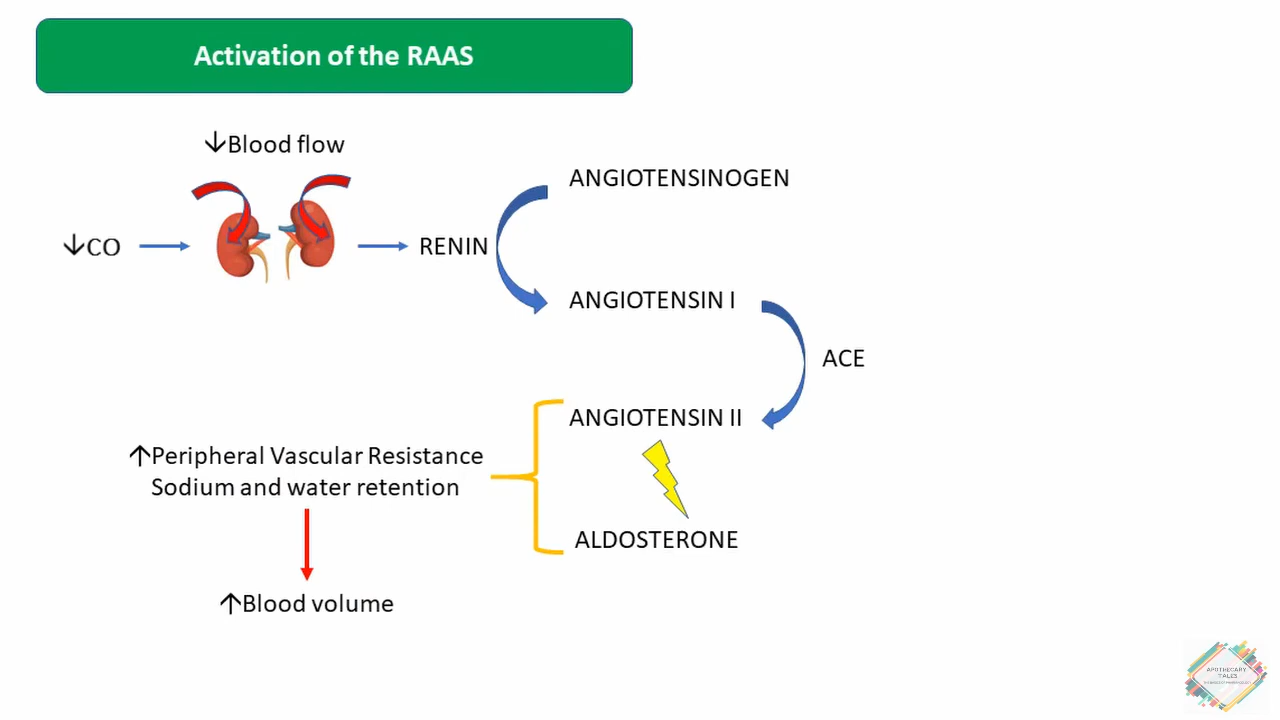 Activation of the RAAS
↓Blood flow
↓CO
RENIN
ANGIOTENSINOGEN
ANGIOTENSIN I
ACE
ANGIOTENSIN II
ALDOSTERONE
↑Peripheral Vascular Resistance
Sodium and water retention
↑Blood volume
APOTHECARY
TALES